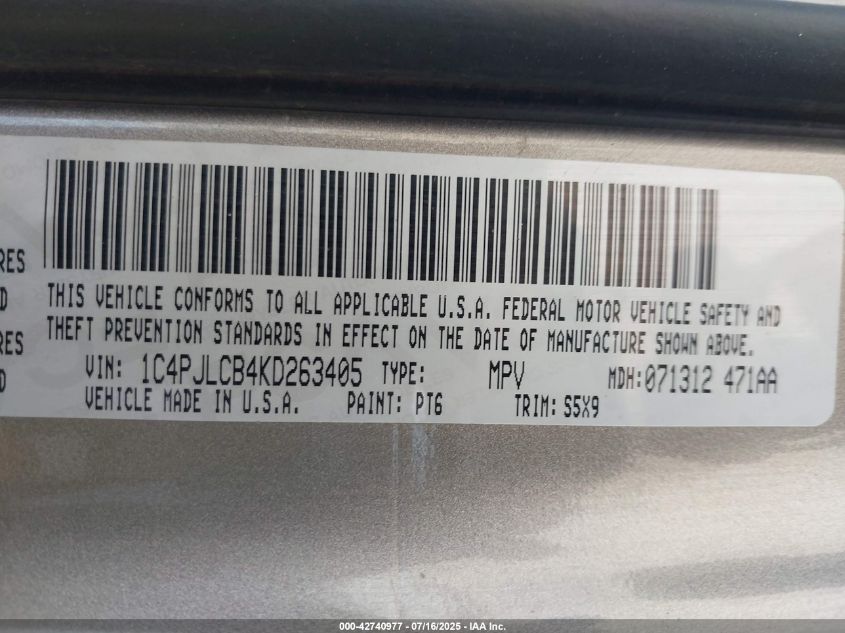 RES
D
RES
D
THIS VEHICLE CONFORMS TO ALL APPLICABLE U.S.A. FEDERAL MOTOR VEHICLE SAFETY AND
THEFT PREVENTION STANDARDS IN EFFECT ON THE DATE OF MANUFACTURE SHOWN ABOVE.
VIN: 1C4PJLCB4KD263405 TYPE: MPV MDH:071312 471AA
VEHICLE MADE IN U.S.A. PAINT: PT6 TRIM: S5X9
000-42740977 - 07/16/2025 - IAA Inc.